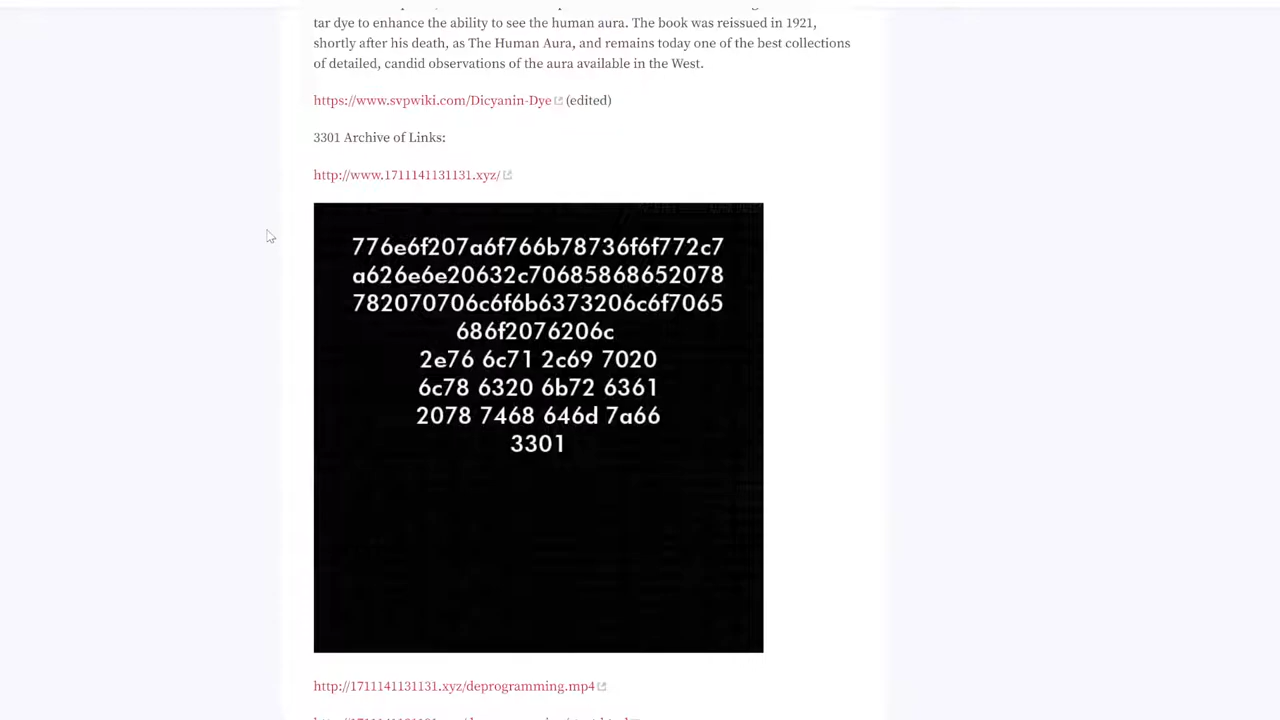 tar dye to enhance the ability to see the human aura. The book was reissued in 1921,
shortly after his death, as The Human Aura, and remains today one of the best collections
of detailed, candid observations of the aura available in the West.
https://www.svpwiki.com/Dicyanin-Dye (edited)
3301 Archive of Links:
http://www.1711141131131.xyz/
776e6f207a6f766b78736f6f772c7
a626e6e20632c70685868652078
782070706c6f6b6373206c6f7065
686f2076206c
2e76 6c71 2c69 7020
6c78 6320 6b72 6361
2078 7468 646d 7a66
3301
http://1711141131131.xyz/deprogramming.mp4